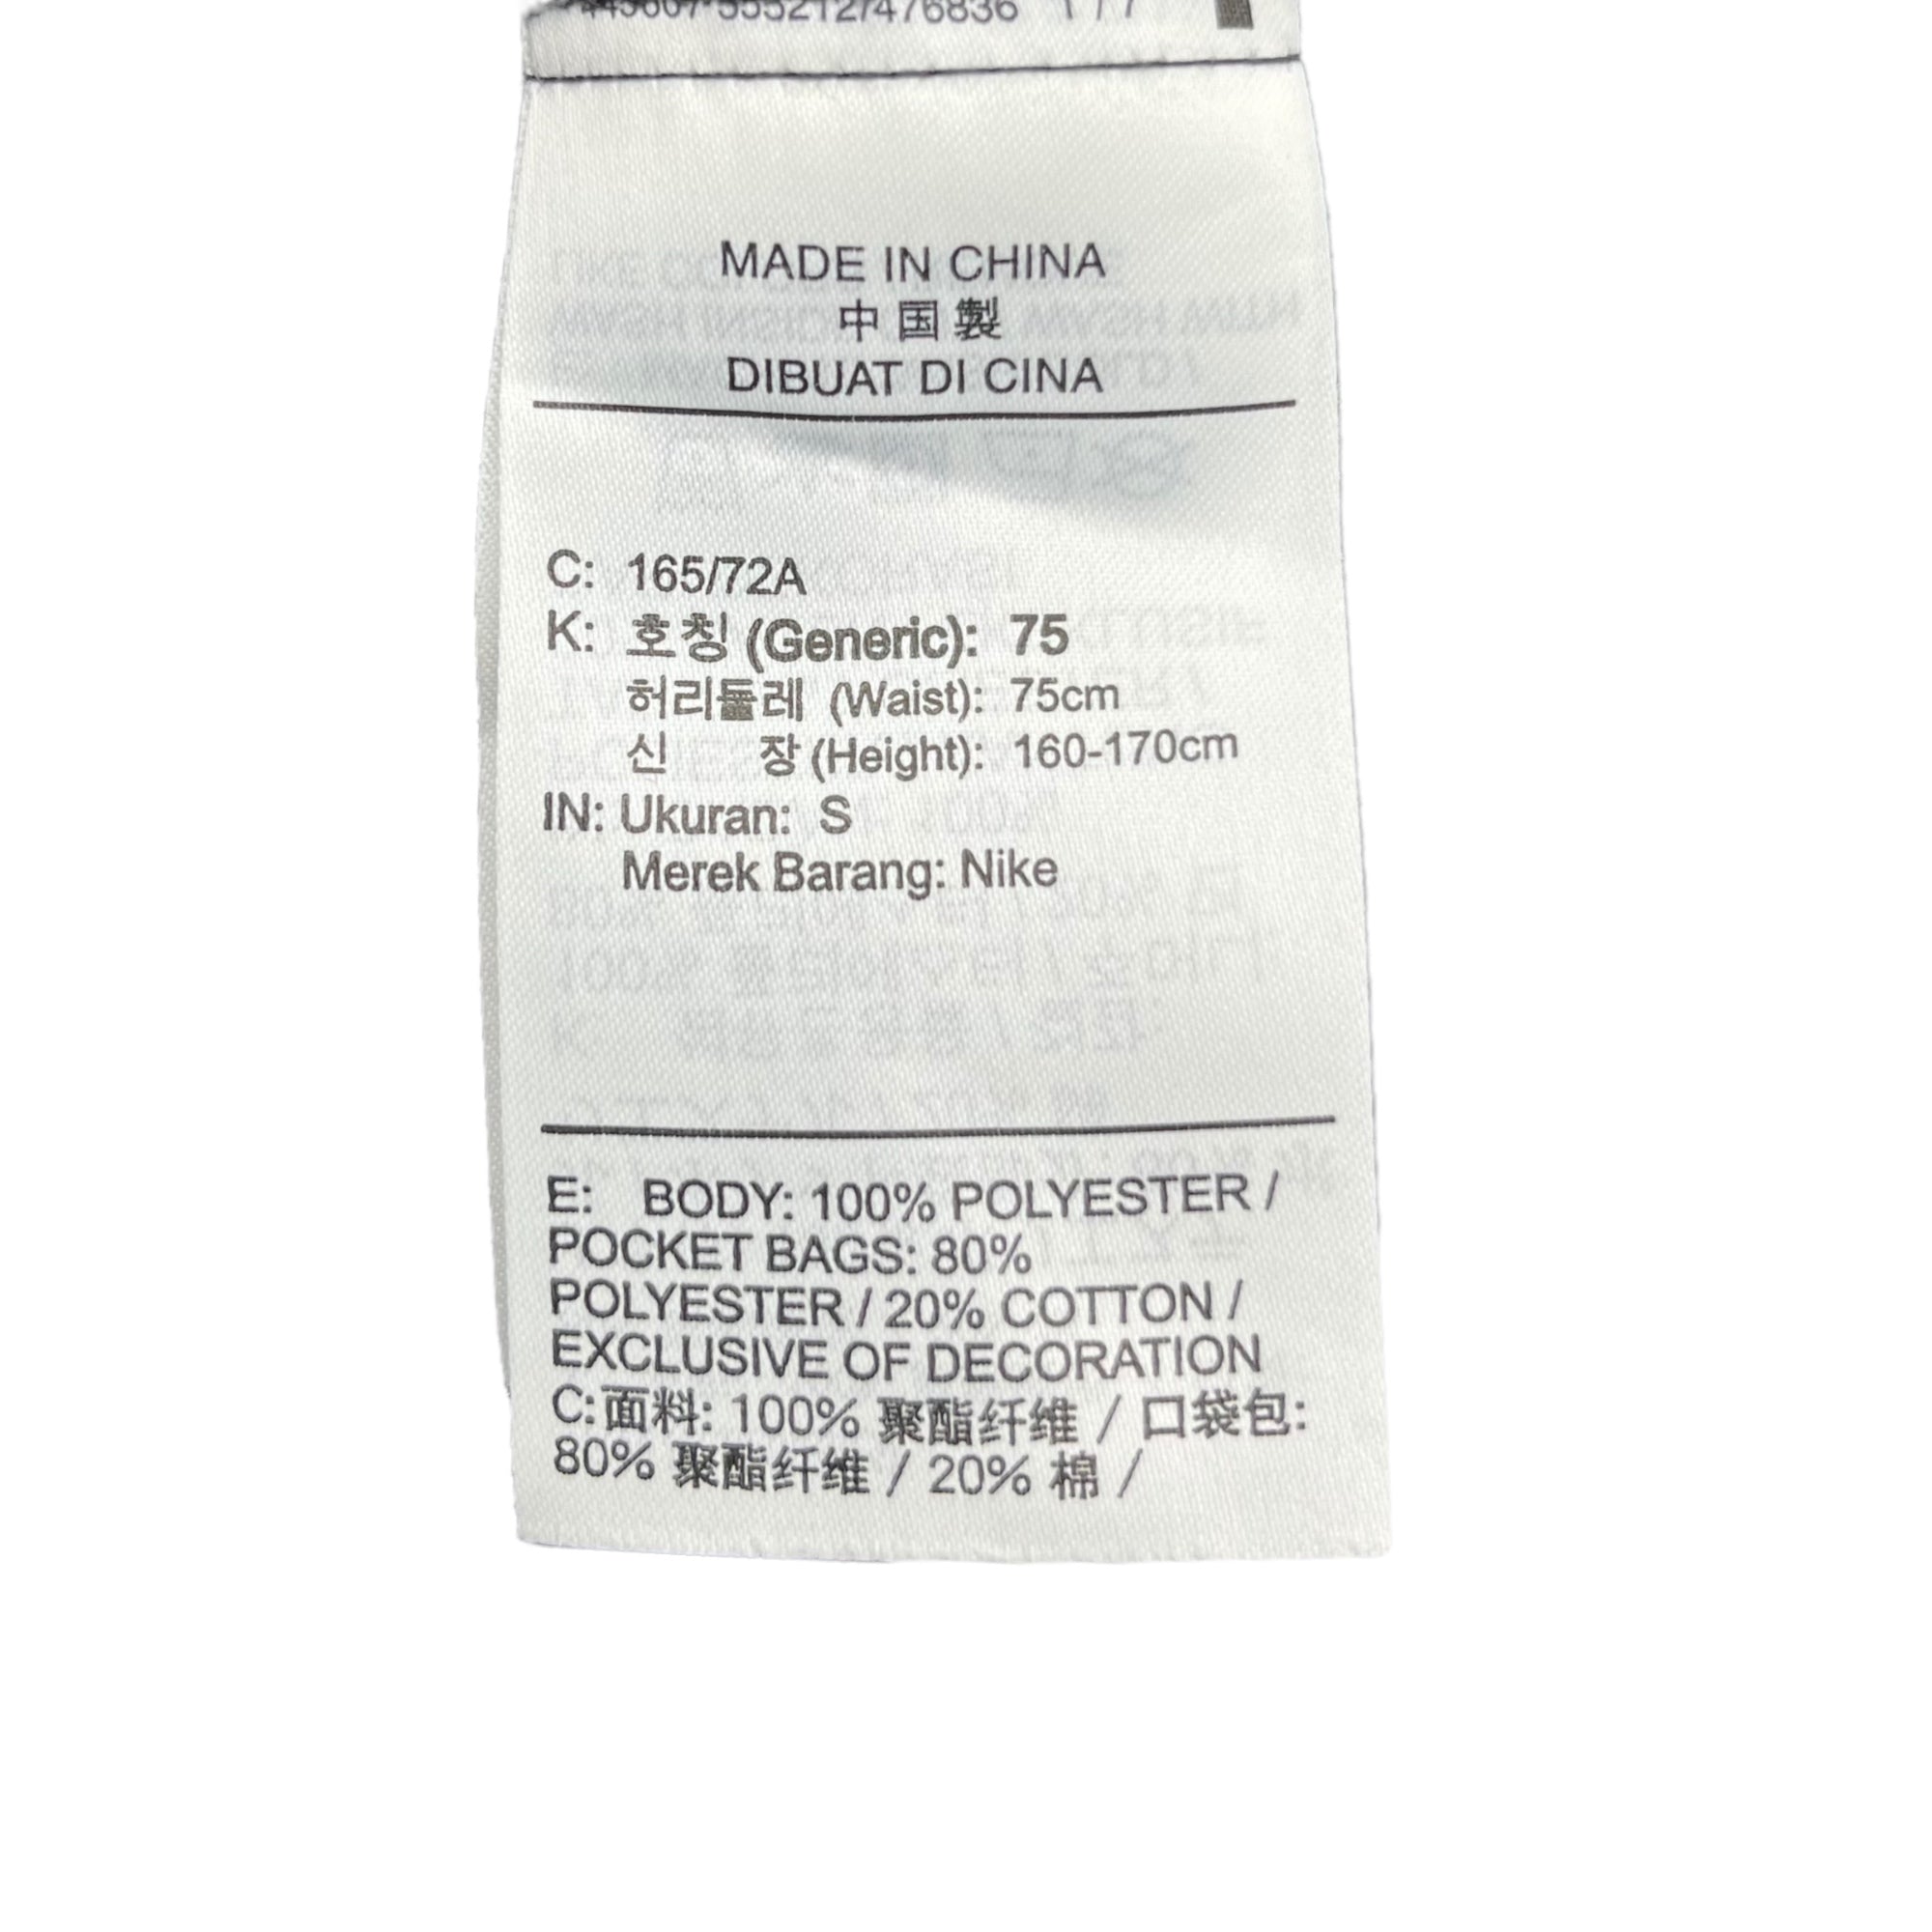 MADE IN CHINA
中国製
DIBUAT DI CINA
C: 165/72A
K: 호칭 (Generic): 75
허리둘레 (Waist): 75cm
신 장 (Height): 160-170cm
IN: Ukuran: S
Merek Barang: Nike
E: BODY: 100% POLYESTER /
POCKET BAGS: 80%
POLYESTER / 20% COTTON /
EXCLUSIVE OF DECORATION
C:面料: 100% 聚酯纤维 / 口袋包:
80% 聚酯纤维 / 20% 棉 /